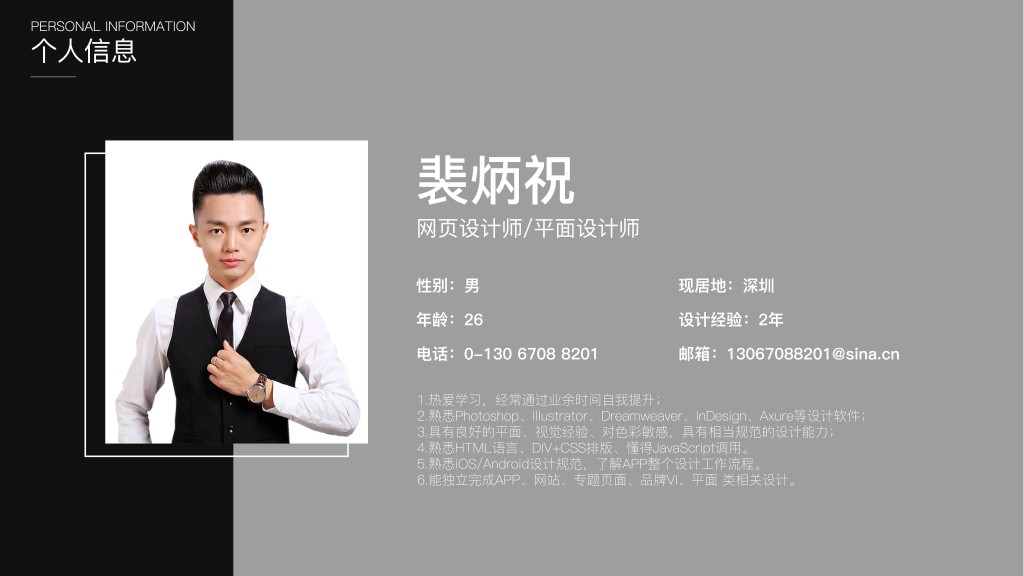 PERSONAL INFORMATION
个人信息
裴炳祝
网页设计师/平面设计师
性别：男
现居地：深圳
年龄：26
设计经验：2年
电话：0-130 6708 8201
邮箱：13067088201@sina.cn
1.热爱学习，经常通过业余时间自我提升；
2.熟悉Photoshop、Illustrator、Dreamweaver、InDesign、Axure等设计软件；
3.具有良好的平面、视觉经验、对色彩敏感，具有相当规范的设计能力；
4.熟悉HTML语言、DIV+CSS排版、懂得JavaScript调用。
5.熟悉iOS/Android设计规范，了解APP整个设计工作流程。
6.能独立完成APP、网站、专题页面、品牌VI、平面 类相关设计。